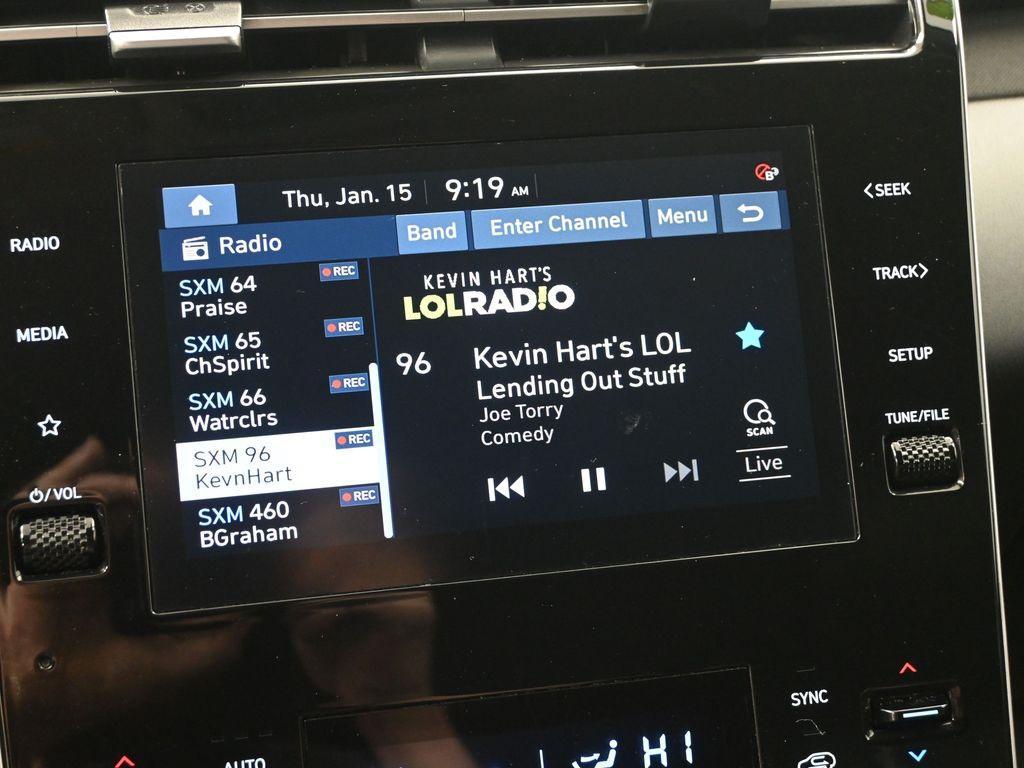 Thu, Jan. 15 9:19 AM
Radio
Band
Enter Channel
Menu
SXM 64
REC
Praise
SXM 65
REC
ChSpirit
SXM 66
REC
Watrclrs
SXM 96
REC
KevnHart
SXM 460
REC
BGraham
KEVIN HART'S
LOLRAD!O
96
Kevin Hart's LOL
Lending Out Stuff
Joe Torry
Comedy
SCAN
Live
RADIO
MEDIA
VOL
<SEEK
TRACK>
SETUP
TUNE/FILE
SYNC
AUTO
HI